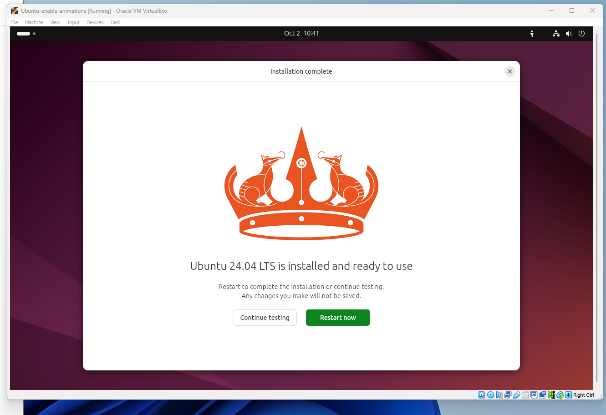 Ubuntu-enable-animations [Running] - Oracle VM VirtualBox
File Machine View Input Devices Help
Oct 2 10:41
Installation complete
Ubuntu 24.04 LTS is installed and ready to use
Restart to complete the installation or continue testing.
Any changes you make will not be saved.
Continue testing
Restart now
Right Ctrl